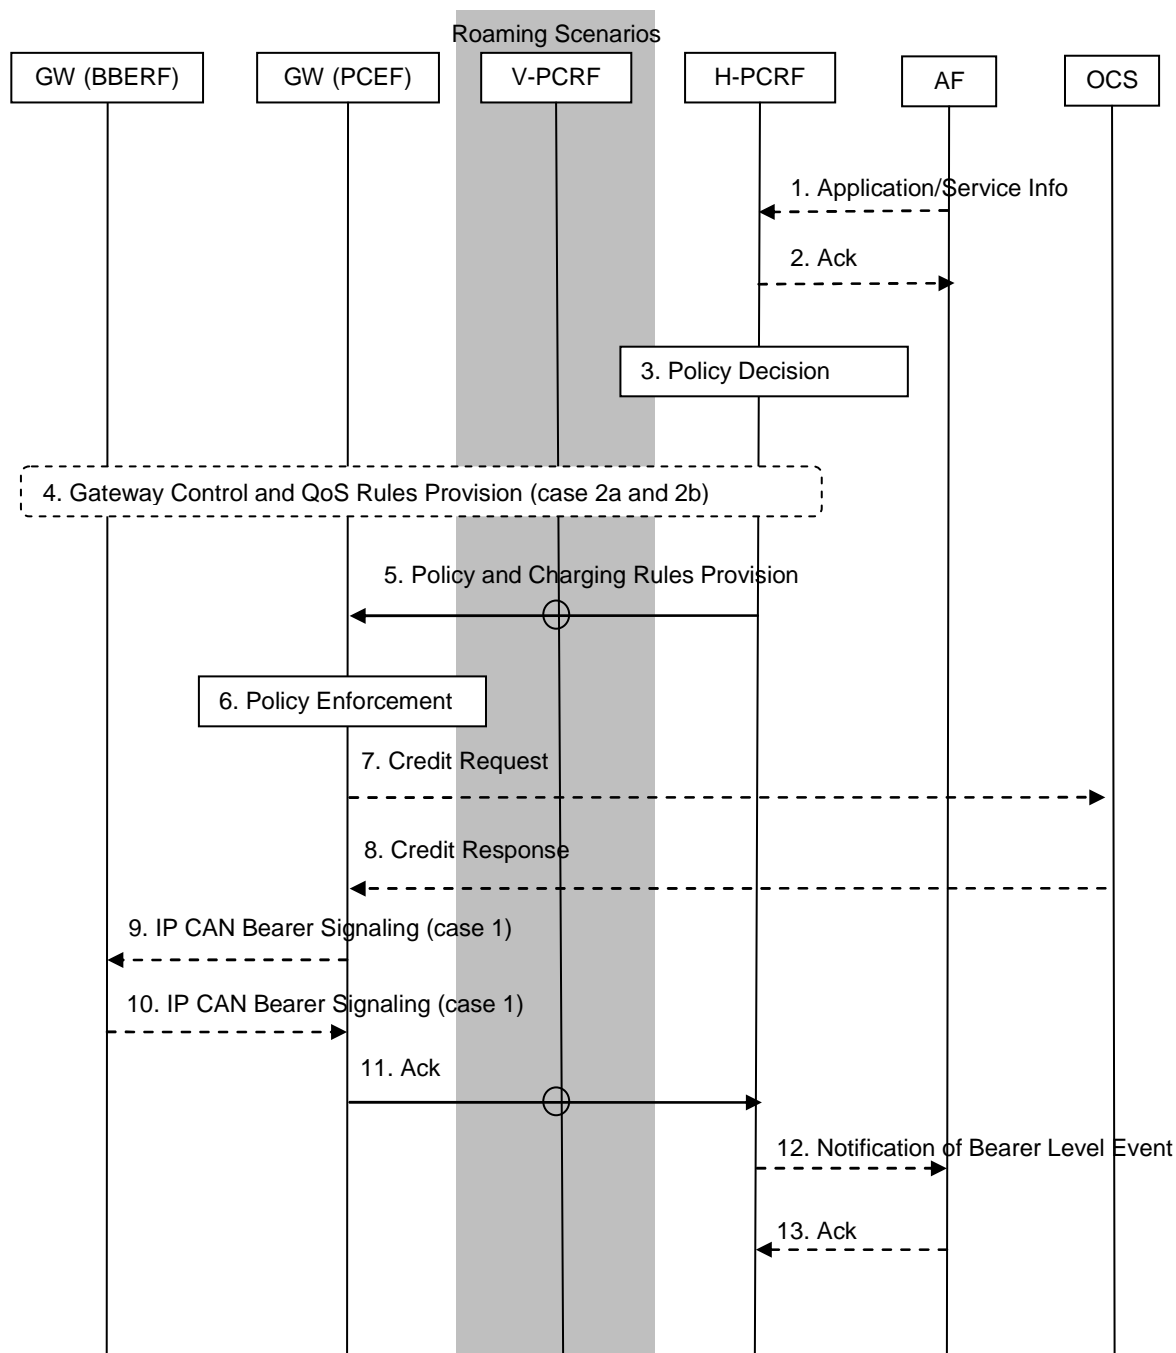 Roaming Scenarios
GW (BBERF)
GW (PCEF)
V-PCRF
H-PCRF
AF
OCS
1. Application/Service Info
2. Ack
3. Policy Decision
4. Gateway Control and QoS Rules Provision (case 2a and 2b)
5. Policy and Charging Rules Provision
6. Policy Enforcement
7. Credit Request
8. Credit Response
9. IP CAN Bearer Signaling (case 1)
10. IP CAN Bearer Signaling (case 1)
11. Ack
12. Notification of Bearer Level Event
13. Ack